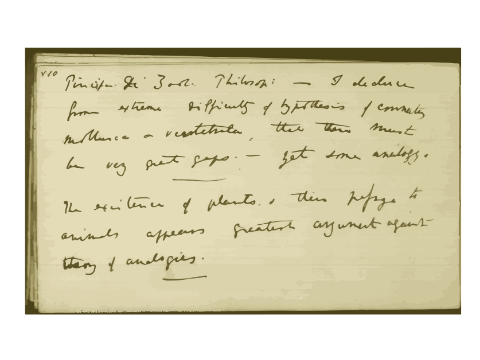 110
Principes De Zool. Philosop: — I deduce
from extreme difficulty of hypothesis of connecting
mollusca & vertebrata, that there must
be very great gaps. — yet some analogy.
The existence of plants, & their passage to
animals appears greatest argument against
theory of analogies.